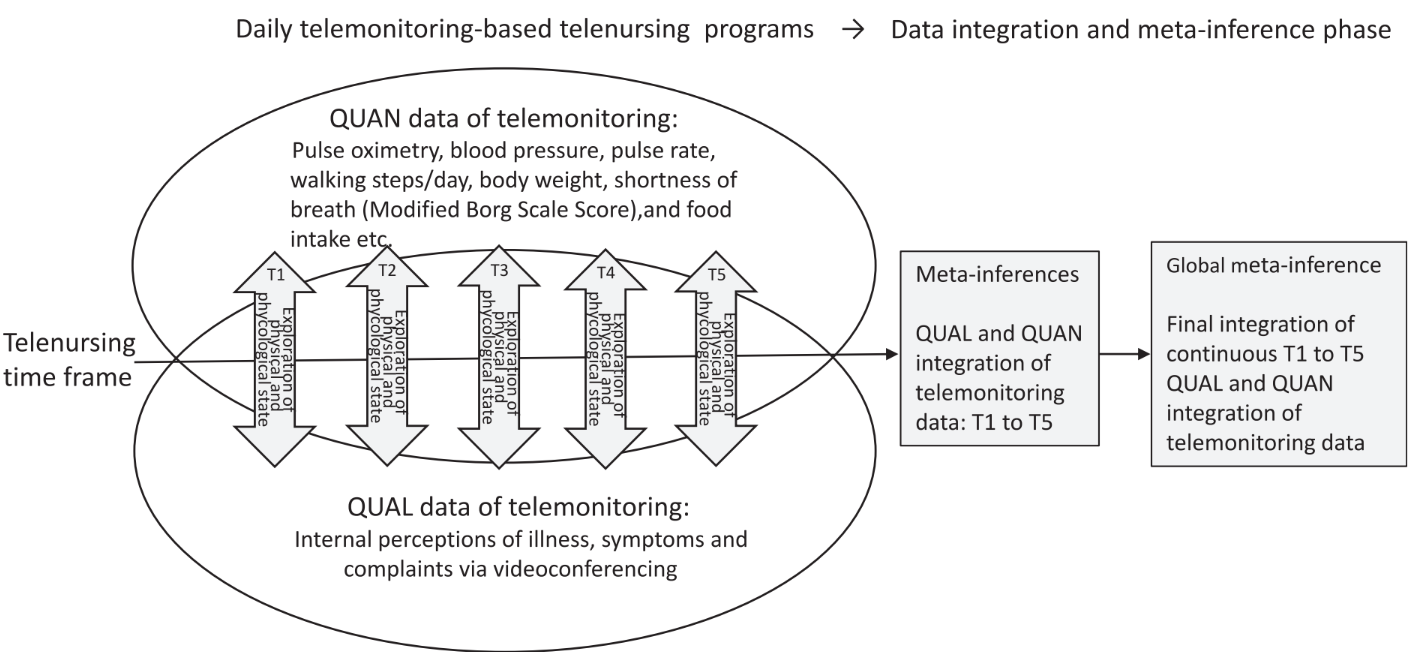 Daily telemonitoring-based telenursing programs → Data integration and meta-inference phase
QUAN data of telemonitoring:
Pulse oximetry, blood pressure, pulse rate,
walking steps/day, body weight, shortness of
breath (Modified Borg Scale Score),and food
intake etc.
T1
Exploration of
physical and
phycological state
T2
Exploration of
physical and
phycological state
T3
Exploration of
physical and
phycological state
T4
Exploration of
physical and
phycological state
T5
Exploration of
physical and
phycological state
Telenursing
time frame
QUAL data of telemonitoring:
Internal perceptions of illness, symptoms and
complaints via videoconferencing
Meta-inferences
QUAL and QUAN
integration of
telemonitoring
data: T1 to T5
Global meta-inference
Final integration of
continuous T1 to T5
QUAL and QUAN
integration of
telemonitoring data